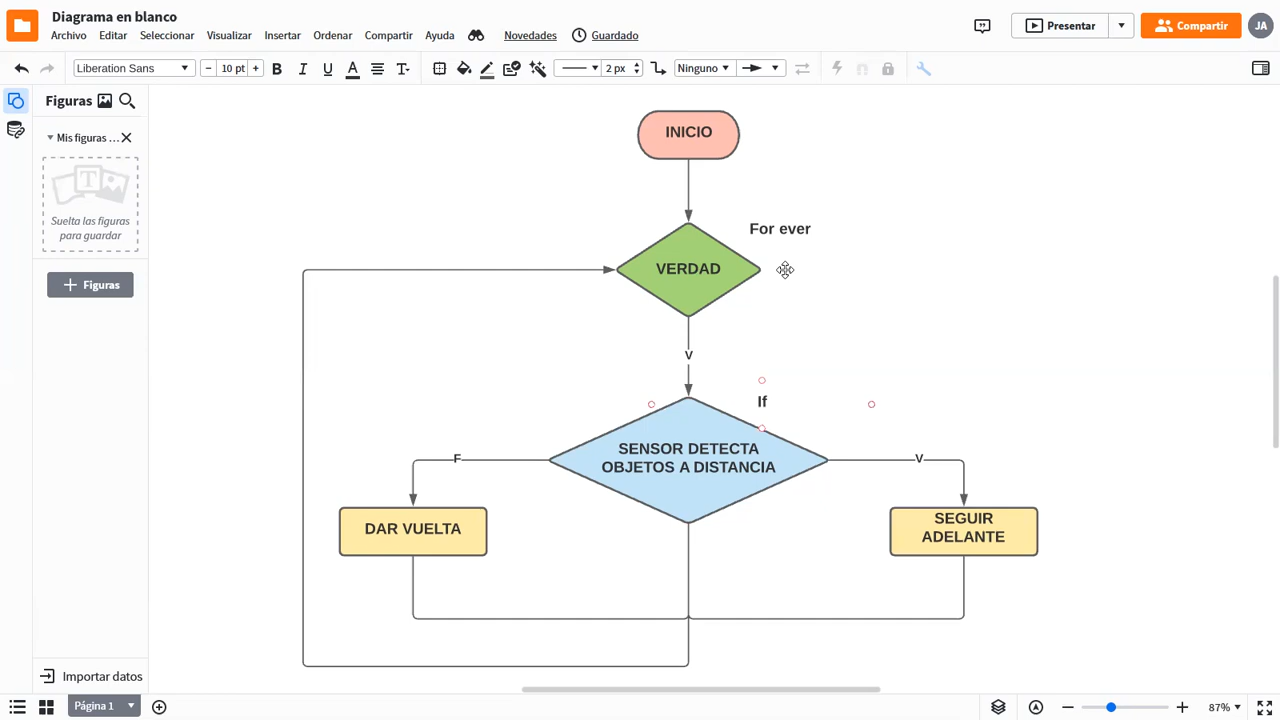 Diagrama en blanco
Archivo Editar Seleccionar Visualizar Insertar Ordenar Compartir Ayuda Novedades Guardado
Presentar
Compartir
JA
Liberation Sans
- 10 pt +
B I U A T
2 px
Ninguno
Figuras
Mis figuras ...
T
Suelta las figuras
para guardar
+ Figuras
INICIO
For ever
VERDAD
V
If
SENSOR DETECTA
OBJETOS A DISTANCIA
F
V
DAR VUELTA
SEGUIR
ADELANTE
Importar datos
Página 1
87%